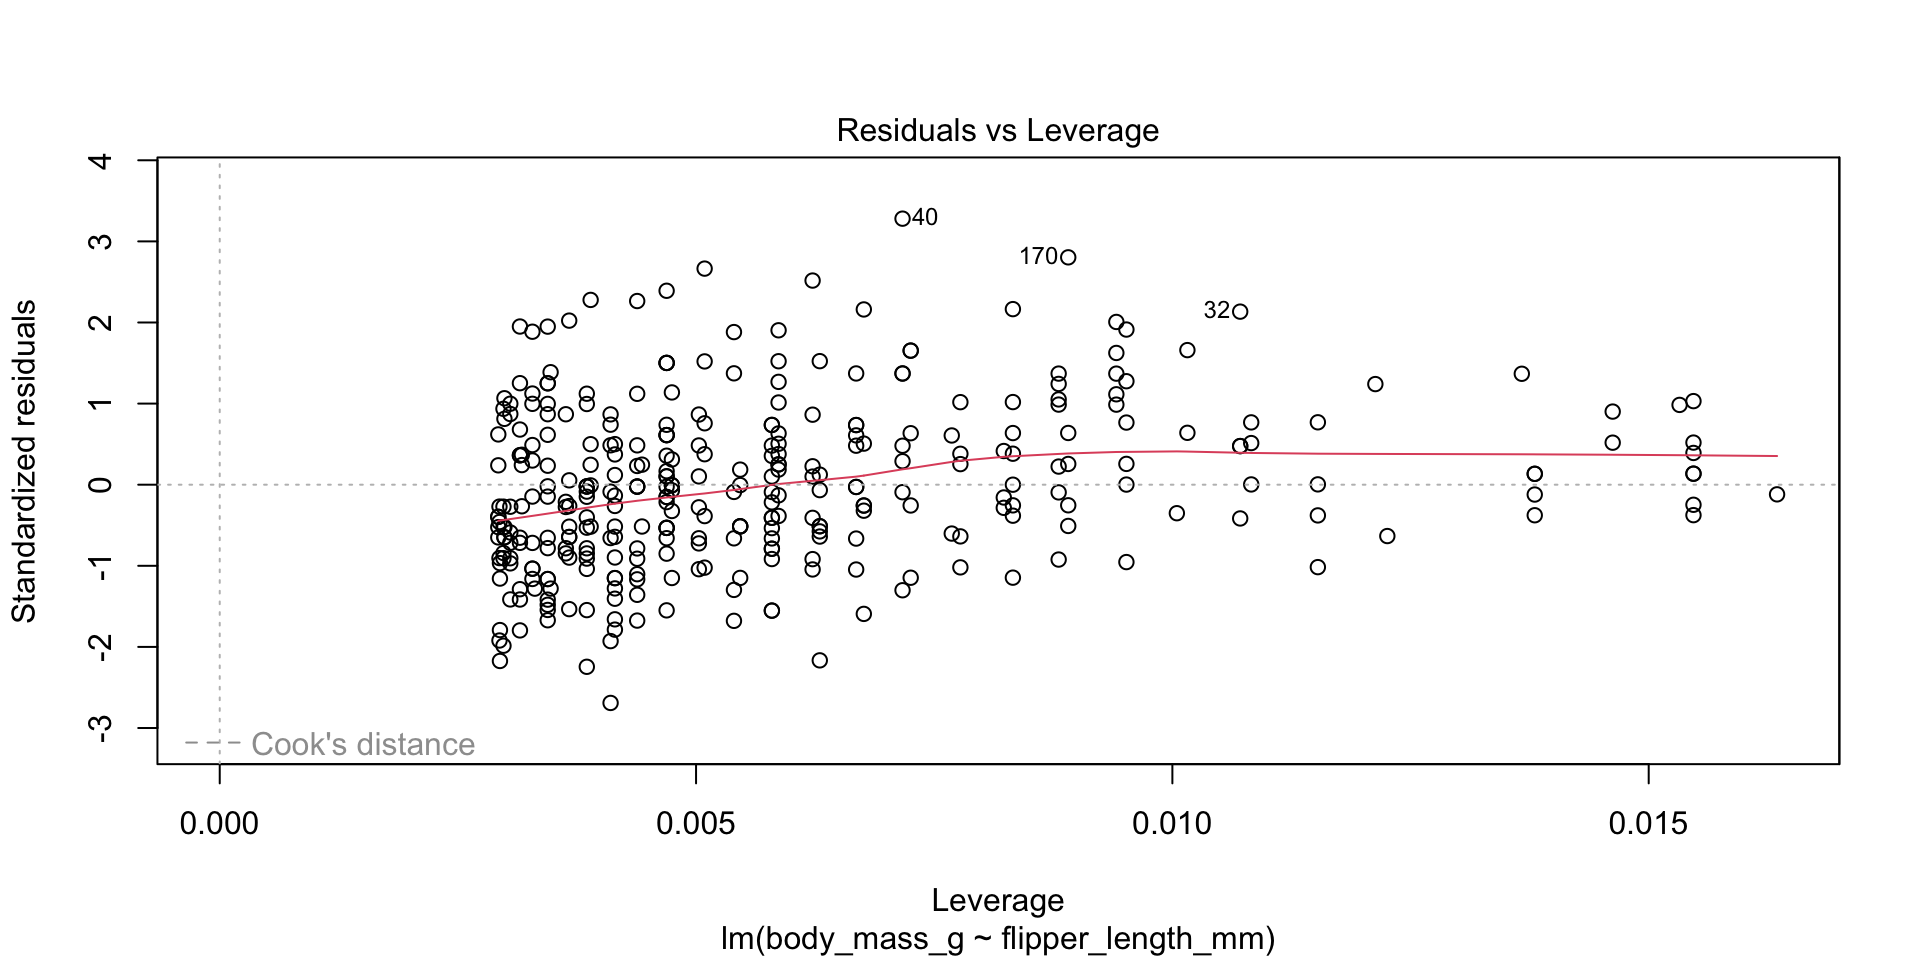 Residuals vs Leverage
Standardized residuals
4
3
2
1
0
-1
-2
-3
40
170
32
Cook's distance
0.000 0.005 0.010 0.015
Leverage
lm(body_mass_g ~ flipper_length_mm)